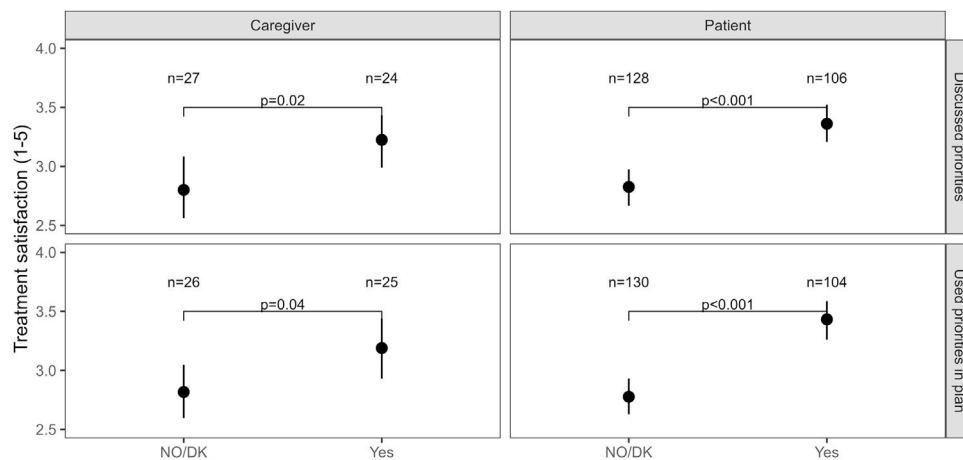 Caregiver
Patient
Treatment satisfaction (1-5)
4.0
3.5
3.0
2.5
n=27
n=24
p=0.02
n=128
n=106
p<0.001
Discussed priorities
4.0
3.5
3.0
2.5
n=26
n=25
p=0.04
n=130
n=104
p<0.001
Used priorities in plan
NO/DK
Yes
NO/DK
Yes